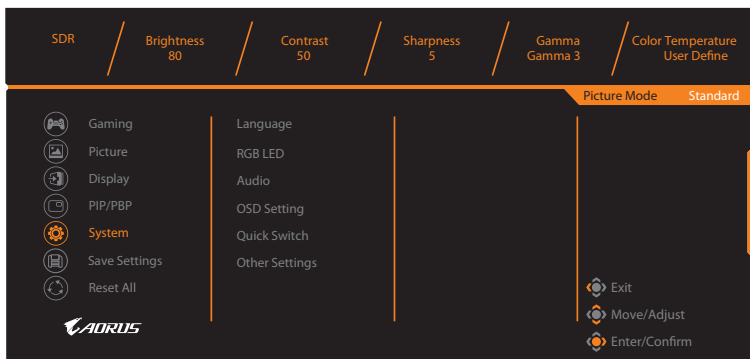 SDR
Brightness
80
Contrast
50
Sharpness
5
Gamma
Gamma 3
Color Temperature
User Define
Picture Mode Standard
Gaming
Picture
Display
PIP/PBP
System
Save Settings
Reset All
Language
RGB LED
Audio
OSD Setting
Quick Switch
Other Settings
Exit
Move/Adjust
Enter/Confirm
AORUS